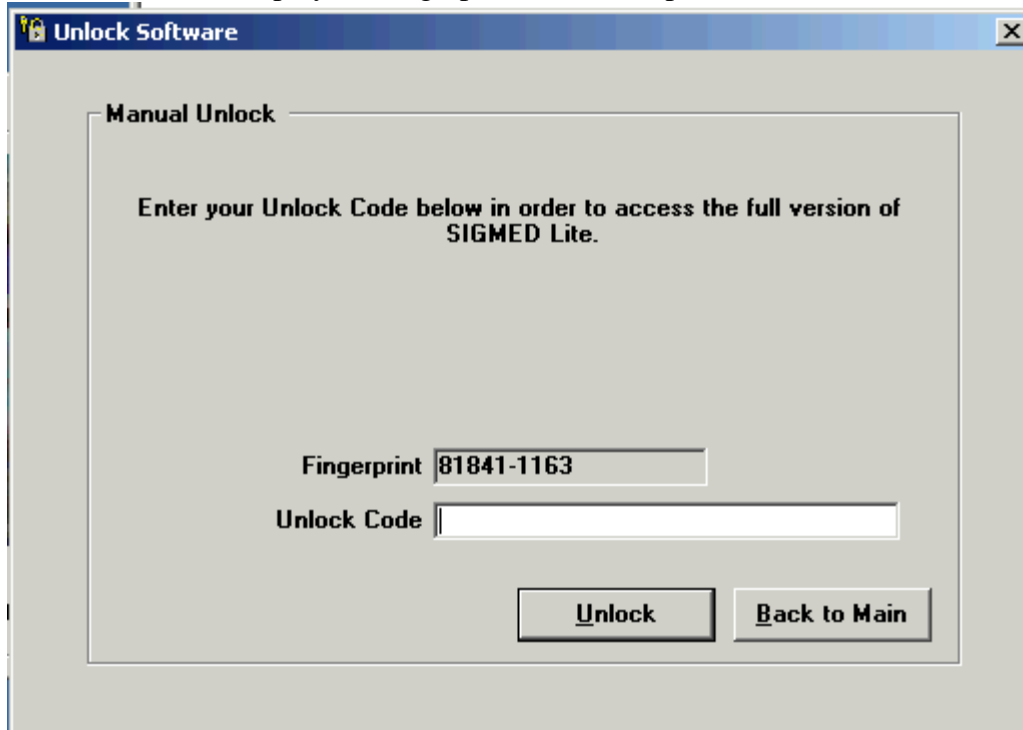 Unlock Software
Manual Unlock
Enter your Unlock Code below in order to access the full version of
SIGMED Lite.
Fingerprint 81841-1163
Unlock Code
Unlock Back to Main